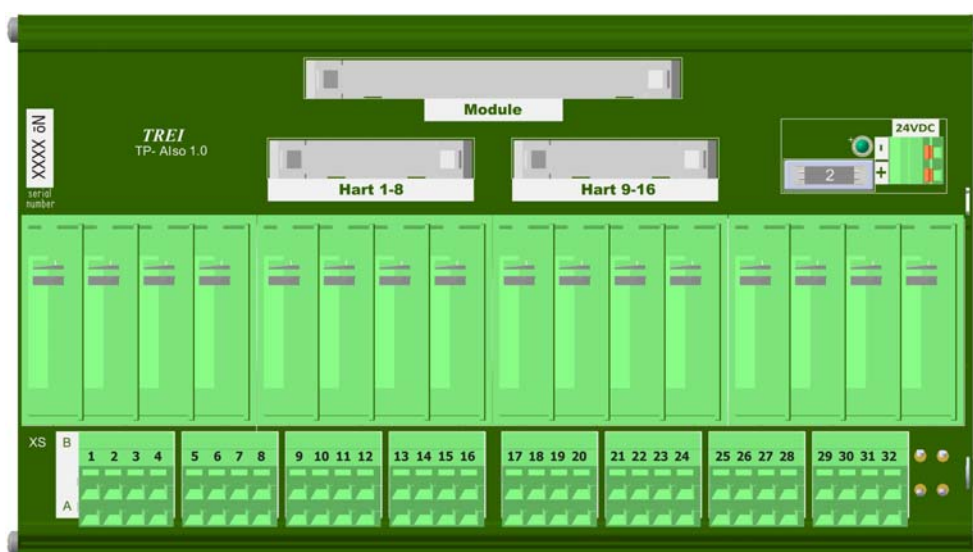 Module
No XXXX
serial
number
TREI
TP- AIso 1.0
Hart 1-8
Hart 9-16
24VDC
-
+
2
XS
B
1 2 3 4 5 6 7 8 9 10 11 12 13 14 15 16 17 18 19 20 21 22 23 24 25 26 27 28 29 30 31 32
A